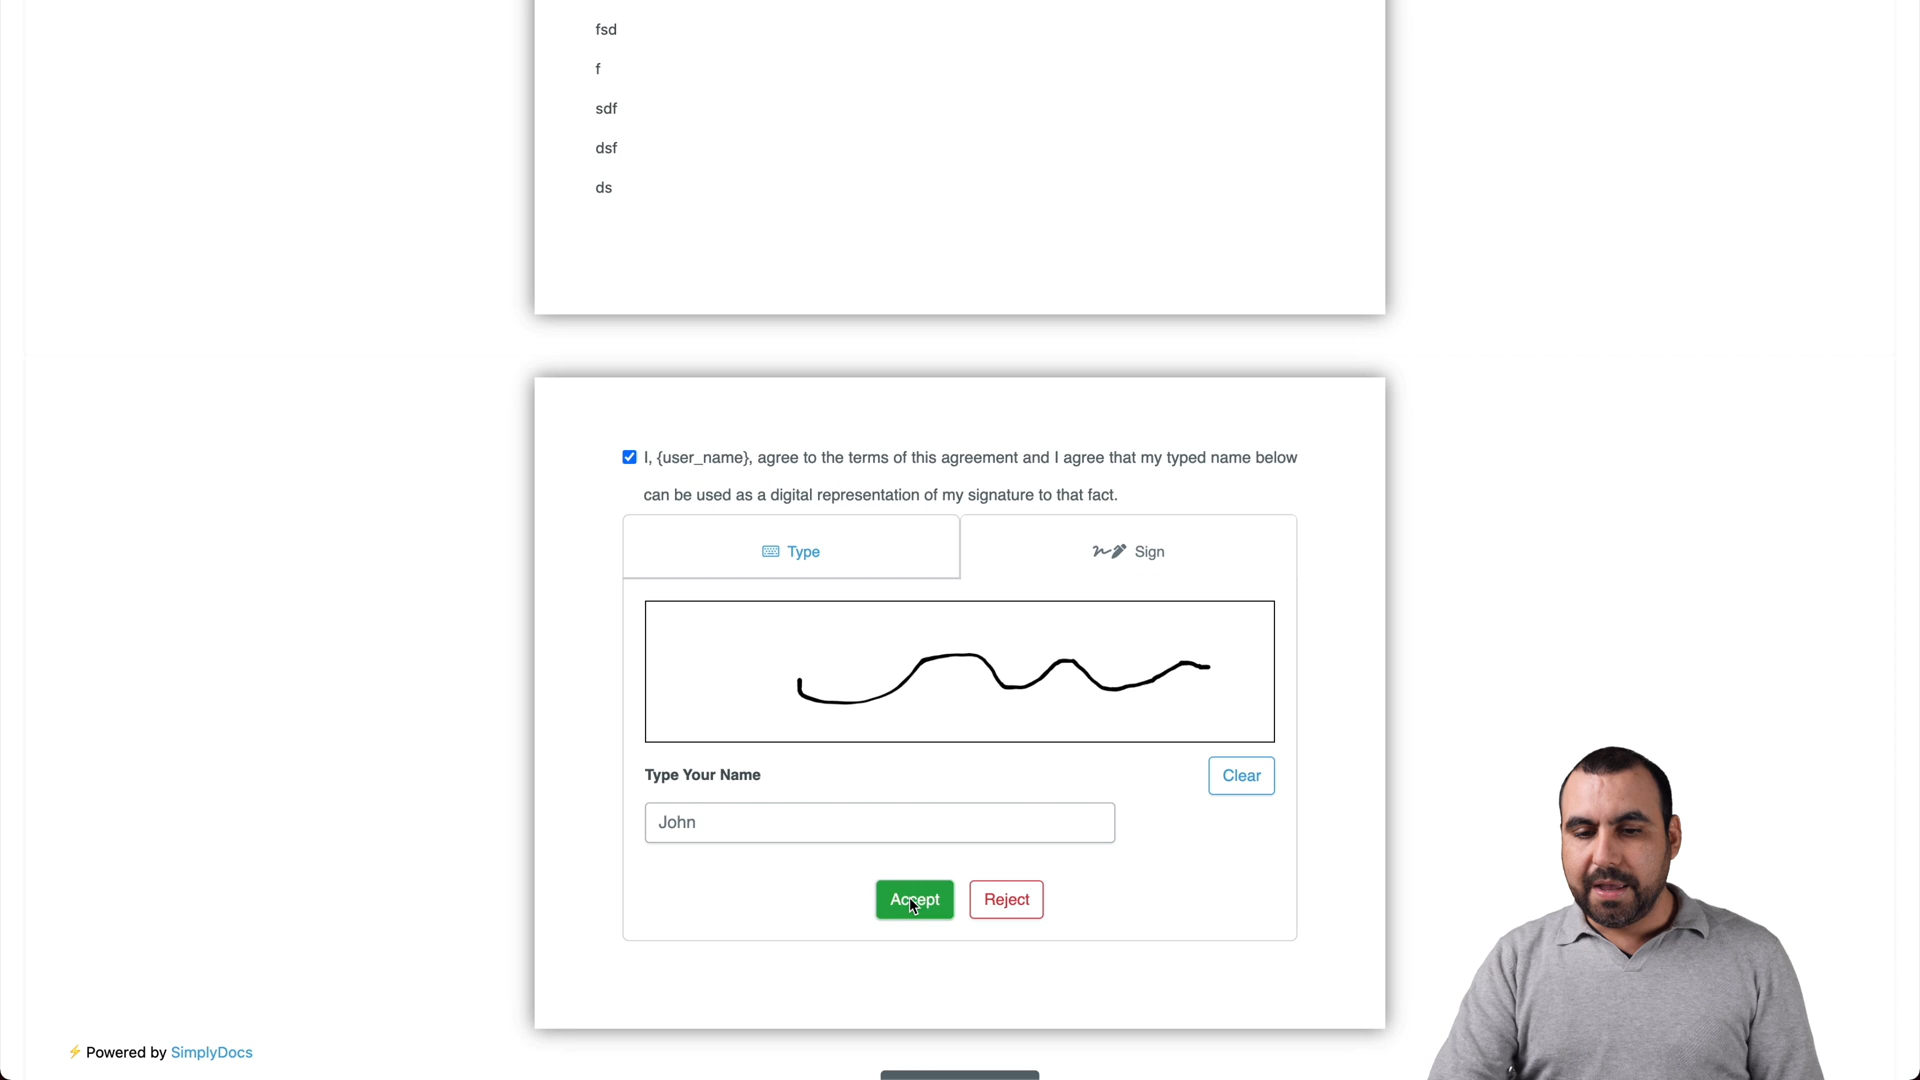 fsd
f
sdf
dsf
ds
I, {user_name}, agree to the terms of this agreement and I agree that my typed name below
can be used as a digital representation of my signature to that fact.
Type
Sign
Type Your Name
Clear
John
Accept
Reject
⚡ Powered by SimplyDocs